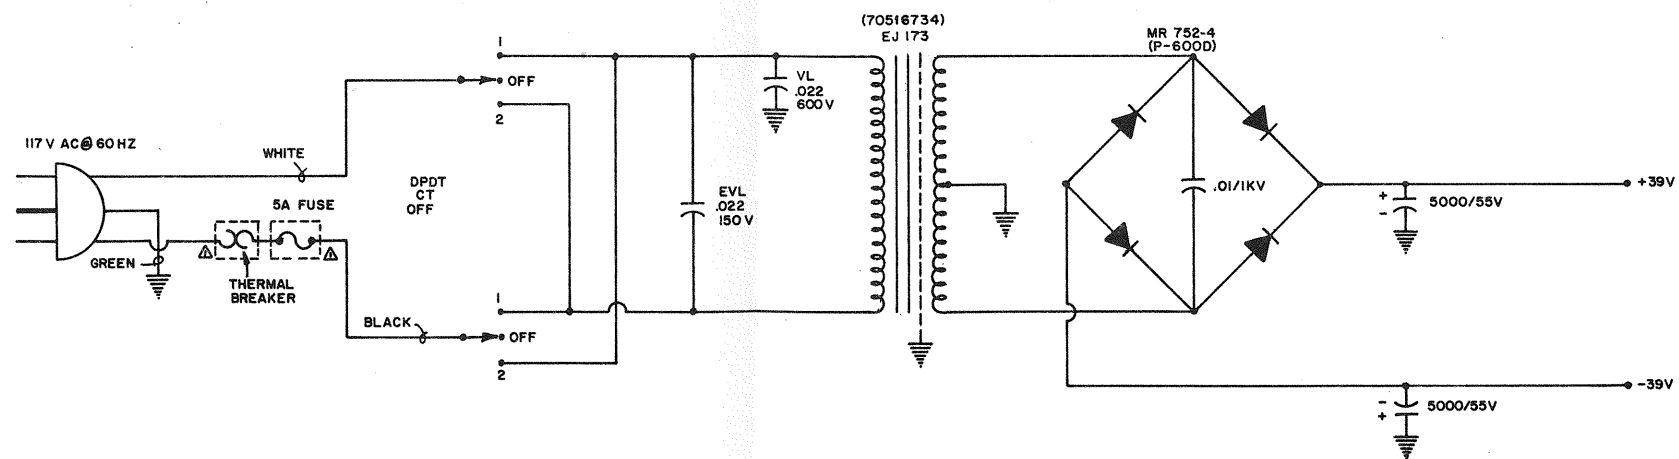 117 V AC@ 60 HZ
WHITE
GREEN
THERMAL
BREAKER
5A FUSE
BLACK
1
OFF
2
DPDT
CT
OFF
1
OFF
2
EVL
.022
150 V
VL
.022
600 V
(70516734)
EJ 173
MR 752-4
(P-600D)
.01/1KV
+
-
5000/55V
+39V
-
+
5000/55V
-39V